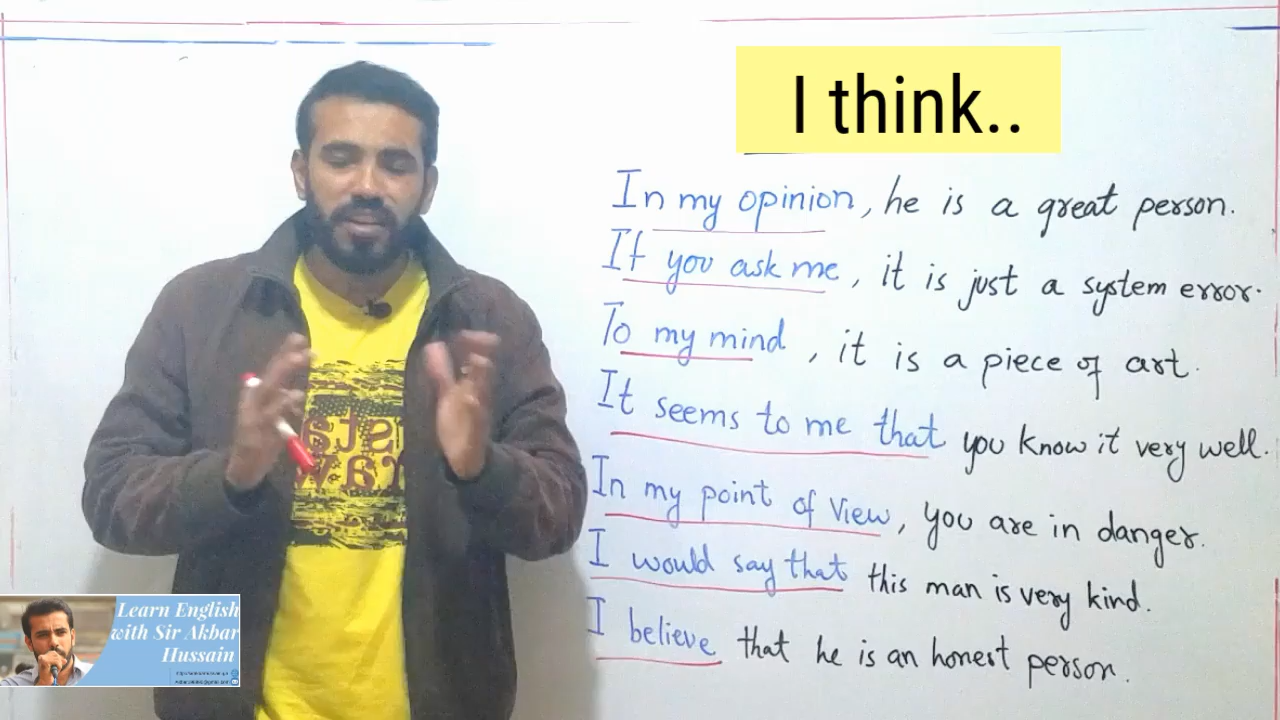 I think..
In my opinion, he is a great person.
If you ask me, it is just a system error.
To my mind, it is a piece of art.
It seems to me that you know it very well.
In my point of view, you are in danger.
I would say that this man is very kind.
I believe that he is an honest person.
Learn English
with Sir Akbar
Hussain